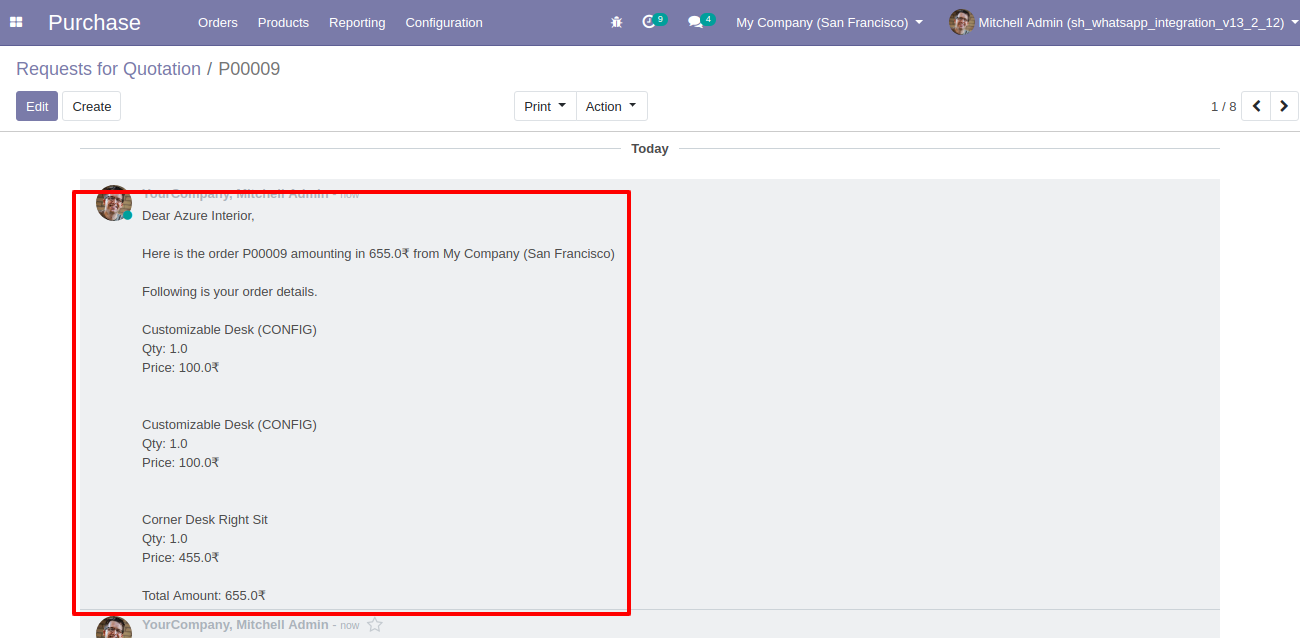 Purchase Orders Products Reporting Configuration 9 4 My Company (San Francisco) Mitchell Admin (sh_whatsapp_integration_v13_2_12)
Requests for Quotation / P00009
Edit Create Print Action 1 / 8
Today
YourCompany, Mitchell Admin - now
Dear Azure Interior,
Here is the order P00009 amounting in 655.0₹ from My Company (San Francisco)
Following is your order details.
Customizable Desk (CONFIG)
Qty: 1.0
Price: 100.0₹
Customizable Desk (CONFIG)
Qty: 1.0
Price: 100.0₹
Corner Desk Right Sit
Qty: 1.0
Price: 455.0₹
Total Amount: 655.0₹
YourCompany, Mitchell Admin - now